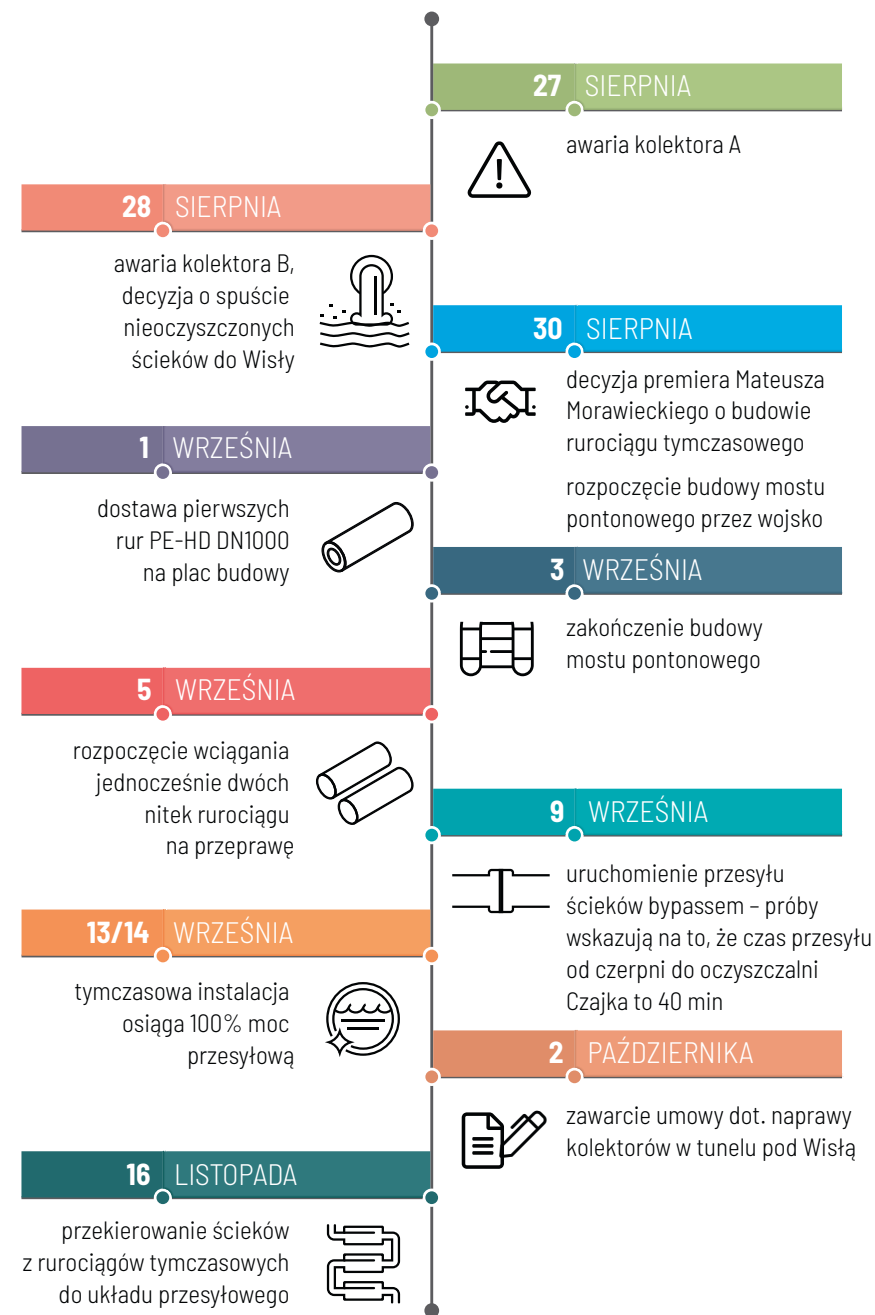 27 SIERPNIA
awaria kolektora A
28 SIERPNIA
awaria kolektora B,
decyzja o spuście
nieoczyszczonych
ścieków do Wisły
30 SIERPNIA
decyzja premiera Mateusza
Morawieckiego o budowie
rurociągu tymczasowego
rozpoczęcie budowy mostu
pontonowego przez wojsko
1 WRZEŚNIA
dostawa pierwszych
rur PE-HD DN1000
na plac budowy
3 WRZEŚNIA
zakończenie budowy
mostu pontonowego
5 WRZEŚNIA
rozpoczęcie wciągania
jednocześnie dwóch
nitek rurociągu
na przeprawę
9 WRZEŚNIA
uruchomienie przesyłu
ścieków bypassem – próby
wskazują na to, że czas przesyłu
od czerpni do oczyszczalni
Czajka to 40 min
13/14 WRZEŚNIA
tymczasowa instalacja
osiąga 100% moc
przesyłową
2 PAŹDZIERNIKA
zawarcie umowy dot. naprawy
kolektorów w tunelu pod Wisłą
16 LISTOPADA
przekierowanie ścieków
z rurociągów tymczasowych
do układu przesyłowego